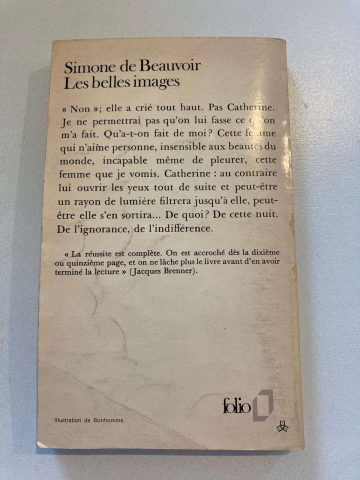 Simone de Beauvoir
Les belles images
« Non »; elle a crié tout haut. Pas Catherine.
Je ne permettrai pas qu'on lui fasse ce qu'on
m'a fait. Qu'a-t-on fait de moi? Cette femme
qui n'aime personne, insensible aux beautés du
monde, incapable même de pleurer, cette
femme que je vomis. Catherine : au contraire
lui ouvrir les yeux tout de suite et peut-être
un rayon de lumière filtrera jusqu'à elle, peut-
être elle s'en sortira... De quoi? De cette nuit.
De l'ignorance, de l'indifférence.
« La réussite est complète. On est accroché dès la dixième
ou quinzième page, et on ne lâche plus le livre avant d'en avoir
terminé la lecture » (Jacques Brenner).
folio
Illustration de Bonhomme.